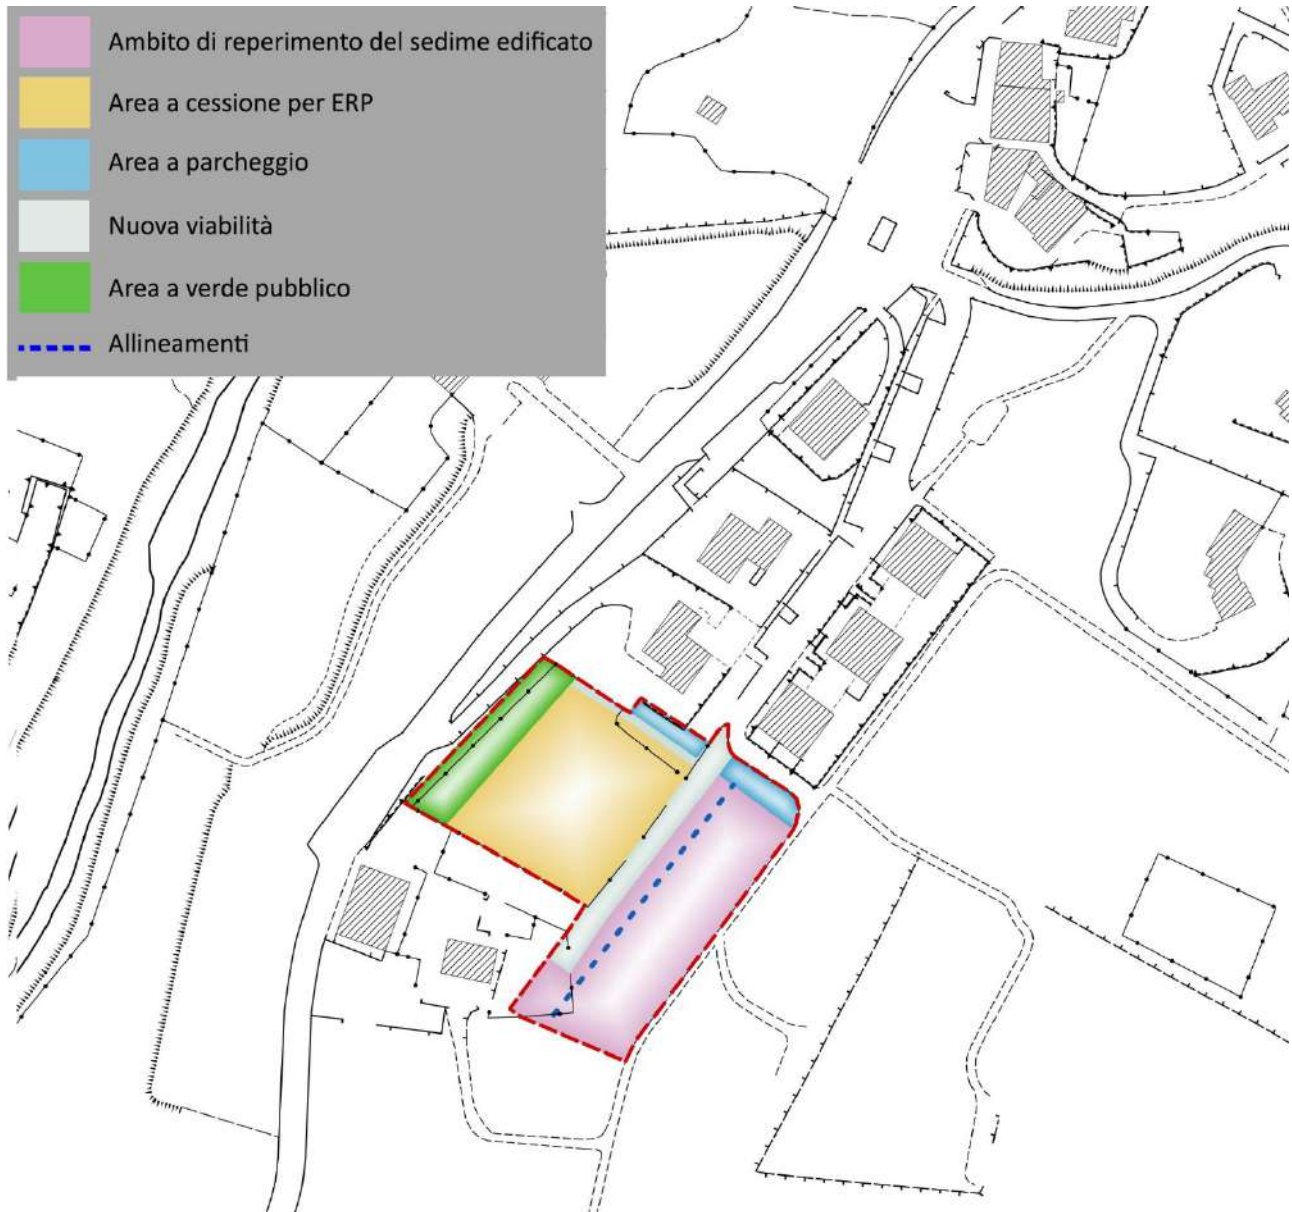 Ambito di reperimento del sedime edificato
Area a cessione per ERP
Area a parcheggio
Nuova viabilità
Area a verde pubblico
Allineamenti